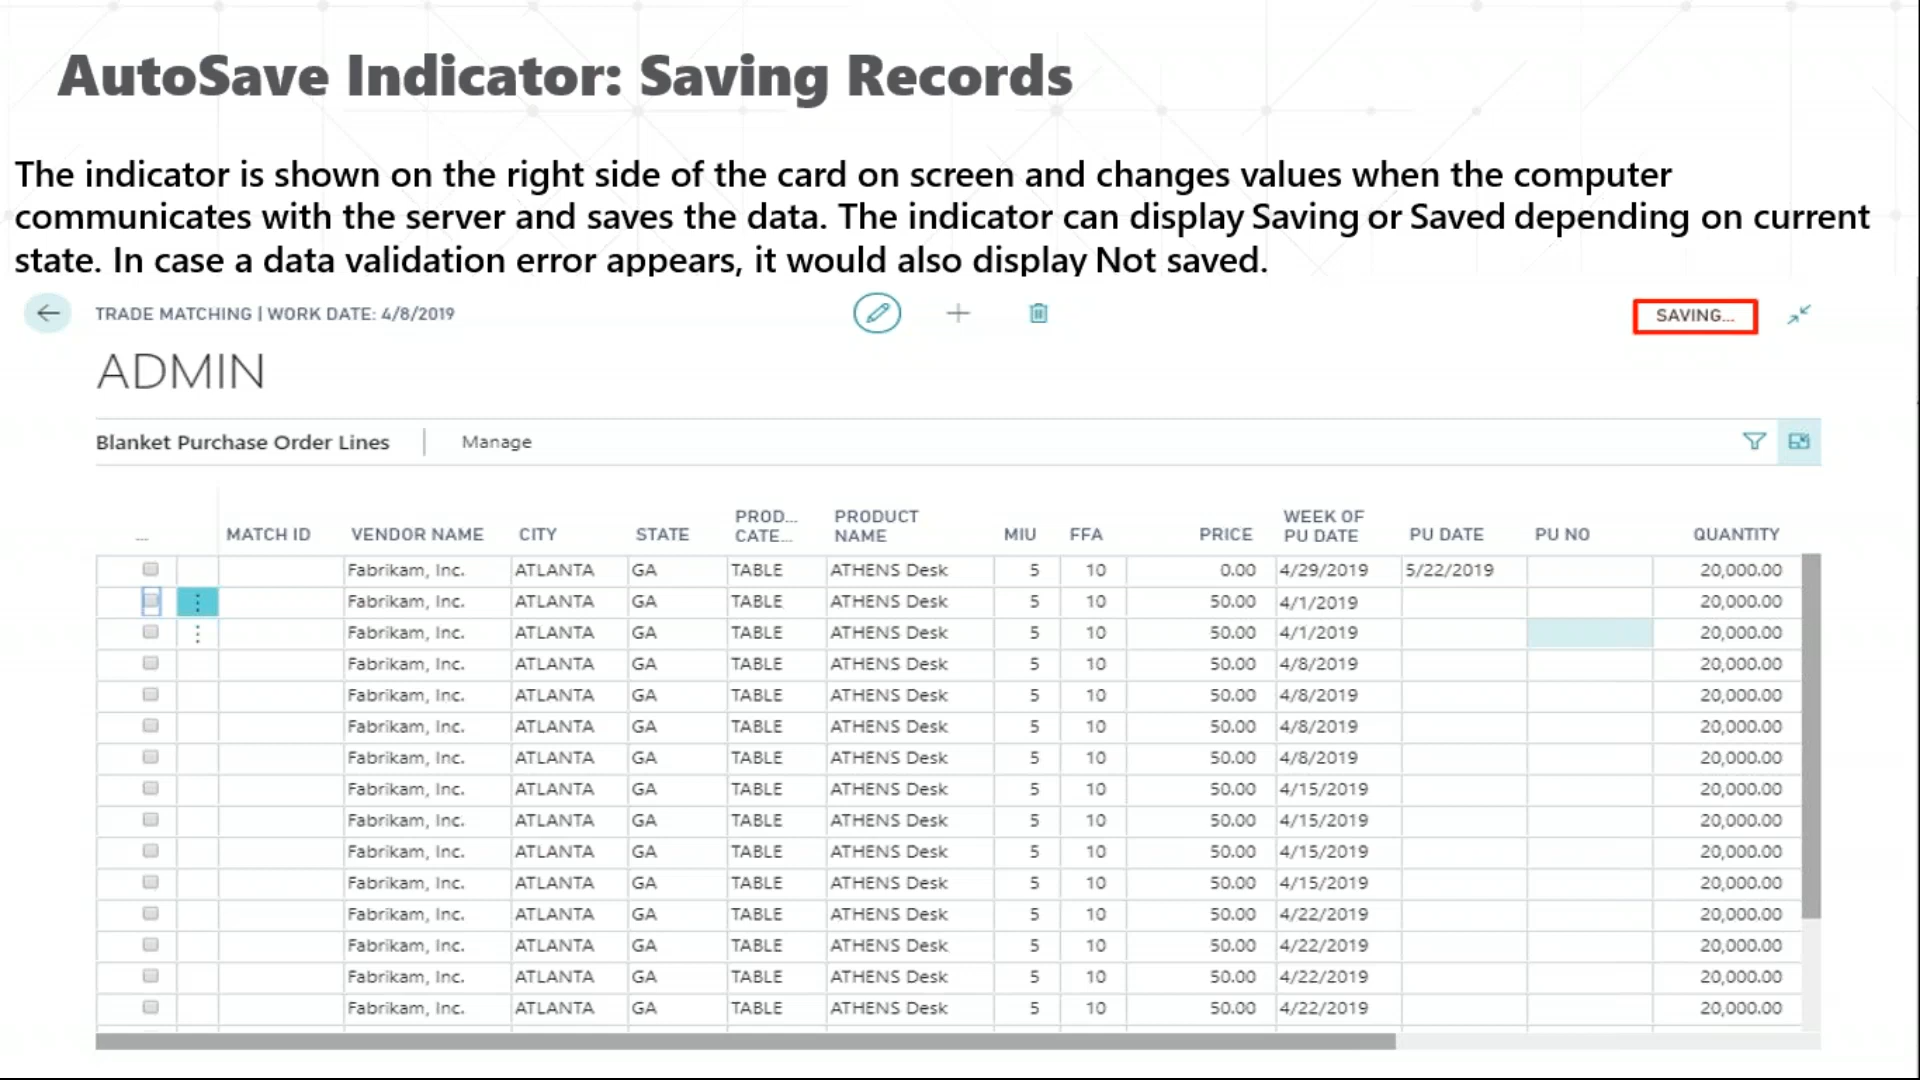 AutoSave Indicator: Saving Records
The indicator is shown on the right side of the card on screen and changes values when the computer
communicates with the server and saves the data. The indicator can display Saving or Saved depending on current
state. In case a data validation error appears, it would also display Not saved.
TRADE MATCHING | WORK DATE: 4/8/2019
SAVING...
ADMIN
Blanket Purchase Order Lines | Manage
... MATCH ID VENDOR NAME CITY STATE PROD... CATE... PRODUCT NAME MIU FFA PRICE WEEK OF PU DATE PU DATE PU NO QUANTITY
Fabrikam, Inc. ATLANTA GA TABLE ATHENS Desk 5 10 0.00 4/29/2019 5/22/2019 20,000.00
Fabrikam, Inc. ATLANTA GA TABLE ATHENS Desk 5 10 50.00 4/1/2019 20,000.00
Fabrikam, Inc. ATLANTA GA TABLE ATHENS Desk 5 10 50.00 4/1/2019 20,000.00
Fabrikam, Inc. ATLANTA GA TABLE ATHENS Desk 5 10 50.00 4/8/2019 20,000.00
Fabrikam, Inc. ATLANTA GA TABLE ATHENS Desk 5 10 50.00 4/8/2019 20,000.00
Fabrikam, Inc. ATLANTA GA TABLE ATHENS Desk 5 10 50.00 4/8/2019 20,000.00
Fabrikam, Inc. ATLANTA GA TABLE ATHENS Desk 5 10 50.00 4/8/2019 20,000.00
Fabrikam, Inc. ATLANTA GA TABLE ATHENS Desk 5 10 50.00 4/15/2019 20,000.00
Fabrikam, Inc. ATLANTA GA TABLE ATHENS Desk 5 10 50.00 4/15/2019 20,000.00
Fabrikam, Inc. ATLANTA GA TABLE ATHENS Desk 5 10 50.00 4/15/2019 20,000.00
Fabrikam, Inc. ATLANTA GA TABLE ATHENS Desk 5 10 50.00 4/15/2019 20,000.00
Fabrikam, Inc. ATLANTA GA TABLE ATHENS Desk 5 10 50.00 4/22/2019 20,000.00
Fabrikam, Inc. ATLANTA GA TABLE ATHENS Desk 5 10 50.00 4/22/2019 20,000.00
Fabrikam, Inc. ATLANTA GA TABLE ATHENS Desk 5 10 50.00 4/22/2019 20,000.00
Fabrikam, Inc. ATLANTA GA TABLE ATHENS Desk 5 10 50.00 4/22/2019 20,000.00